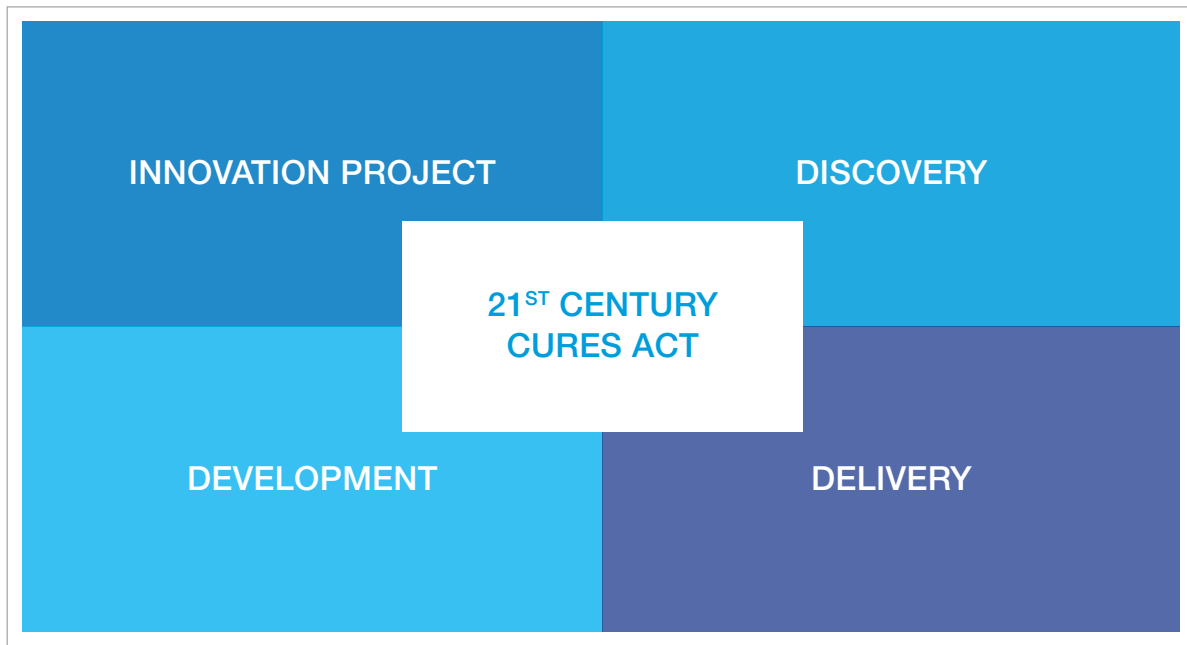 INNOVATION PROJECT
DISCOVERY
21ST CENTURY
CURES ACT
DEVELOPMENT
DELIVERY